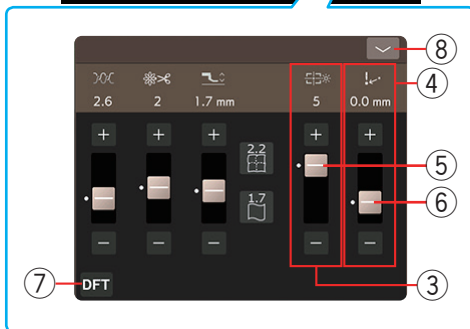 ⑧
④
2.6 2 1.7 mm 5 0.0 mm
+ + + + +
2.2
⑤
1.7
⑥
− − − − −
③
⑦ DFT